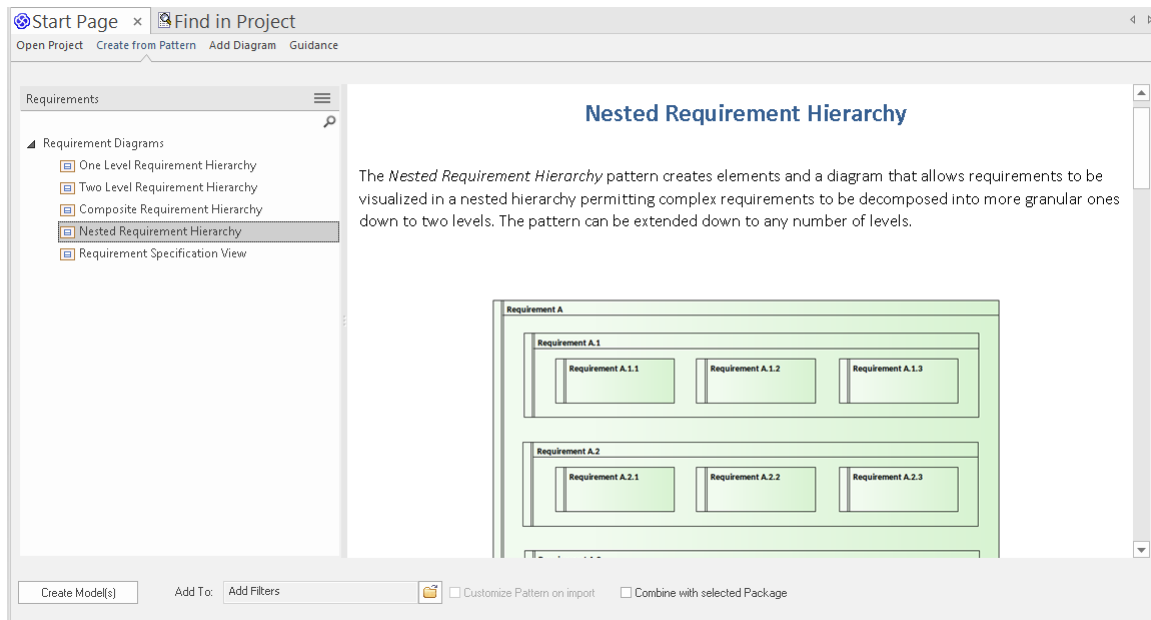 Start Page × Find in Project
Open Project Create from Pattern Add Diagram Guidance
Requirements
Requirement Diagrams
One Level Requirement Hierarchy
Two Level Requirement Hierarchy
Composite Requirement Hierarchy
Nested Requirement Hierarchy
Requirement Specification View
Nested Requirement Hierarchy
The Nested Requirement Hierarchy pattern creates elements and a diagram that allows requirements to be
visualized in a nested hierarchy permitting complex requirements to be decomposed into more granular ones
down to two levels. The pattern can be extended down to any number of levels.
Requirement A
Requirement A.1
Requirement A.1.1 Requirement A.1.2 Requirement A.1.3
Requirement A.2
Requirement A.2.1 Requirement A.2.2 Requirement A.2.3
Create Model(s) Add To: Add Filters Customize Pattern on import Combine with selected Package